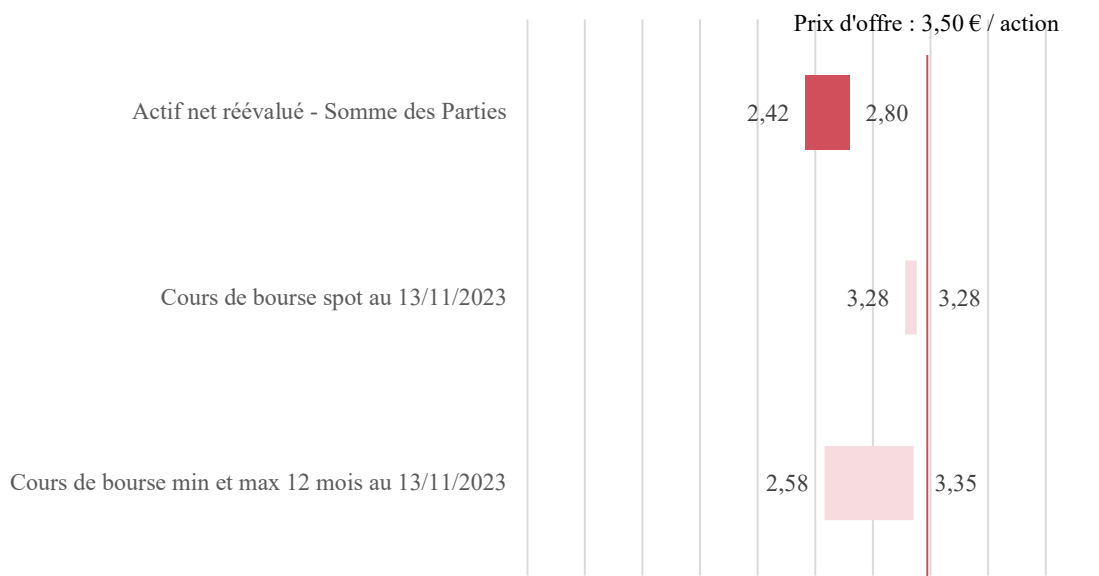 Prix d'offre : 3,50 € / action
Actif net réévalué - Somme des Parties
2,42
2,80
Cours de bourse spot au 13/11/2023
3,28
3,28
Cours de bourse min et max 12 mois au 13/11/2023
2,58
3,35